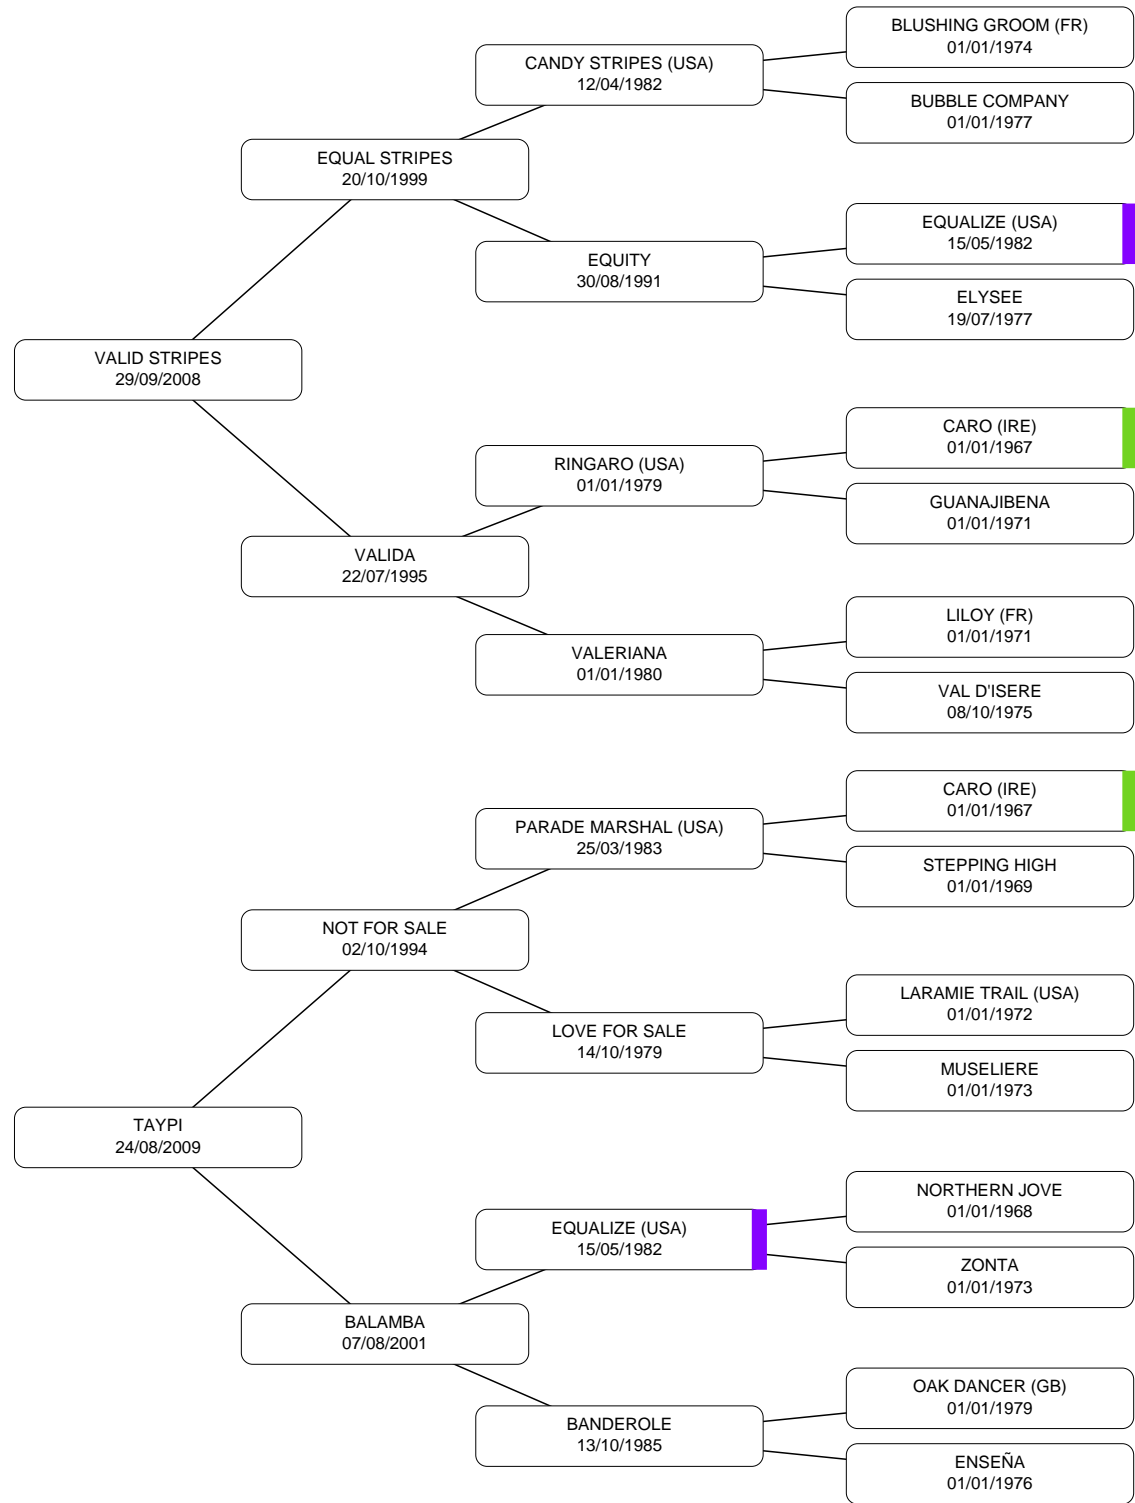 BLUSHING GROOM (FR)
01/01/1974
CANDY STRIPES (USA)
12/04/1982
BUBBLE COMPANY
01/01/1977
EQUAL STRIPES
20/10/1999
EQUALIZE (USA)
15/05/1982
EQUITY
30/08/1991
ELYSEE
19/07/1977
VALID STRIPES
29/09/2008
CARO (IRE)
01/01/1967
RINGARO (USA)
01/01/1979
GUANAJIBENA
01/01/1971
VALIDA
22/07/1995
LILOY (FR)
01/01/1971
VALERIANA
01/01/1980
VAL D'ISERE
08/10/1975
CARO (IRE)
01/01/1967
PARADE MARSHAL (USA)
25/03/1983
STEPPING HIGH
01/01/1969
NOT FOR SALE
02/10/1994
LARAMIE TRAIL (USA)
01/01/1972
LOVE FOR SALE
14/10/1979
MUSELIERE
01/01/1973
TAYPI
24/08/2009
NORTHERN JOVE
01/01/1968
EQUALIZE (USA)
15/05/1982
ZONTA
01/01/1973
BALAMBA
07/08/2001
OAK DANCER (GB)
01/01/1979
BANDEROLE
13/10/1985
ENSEÑA
01/01/1976